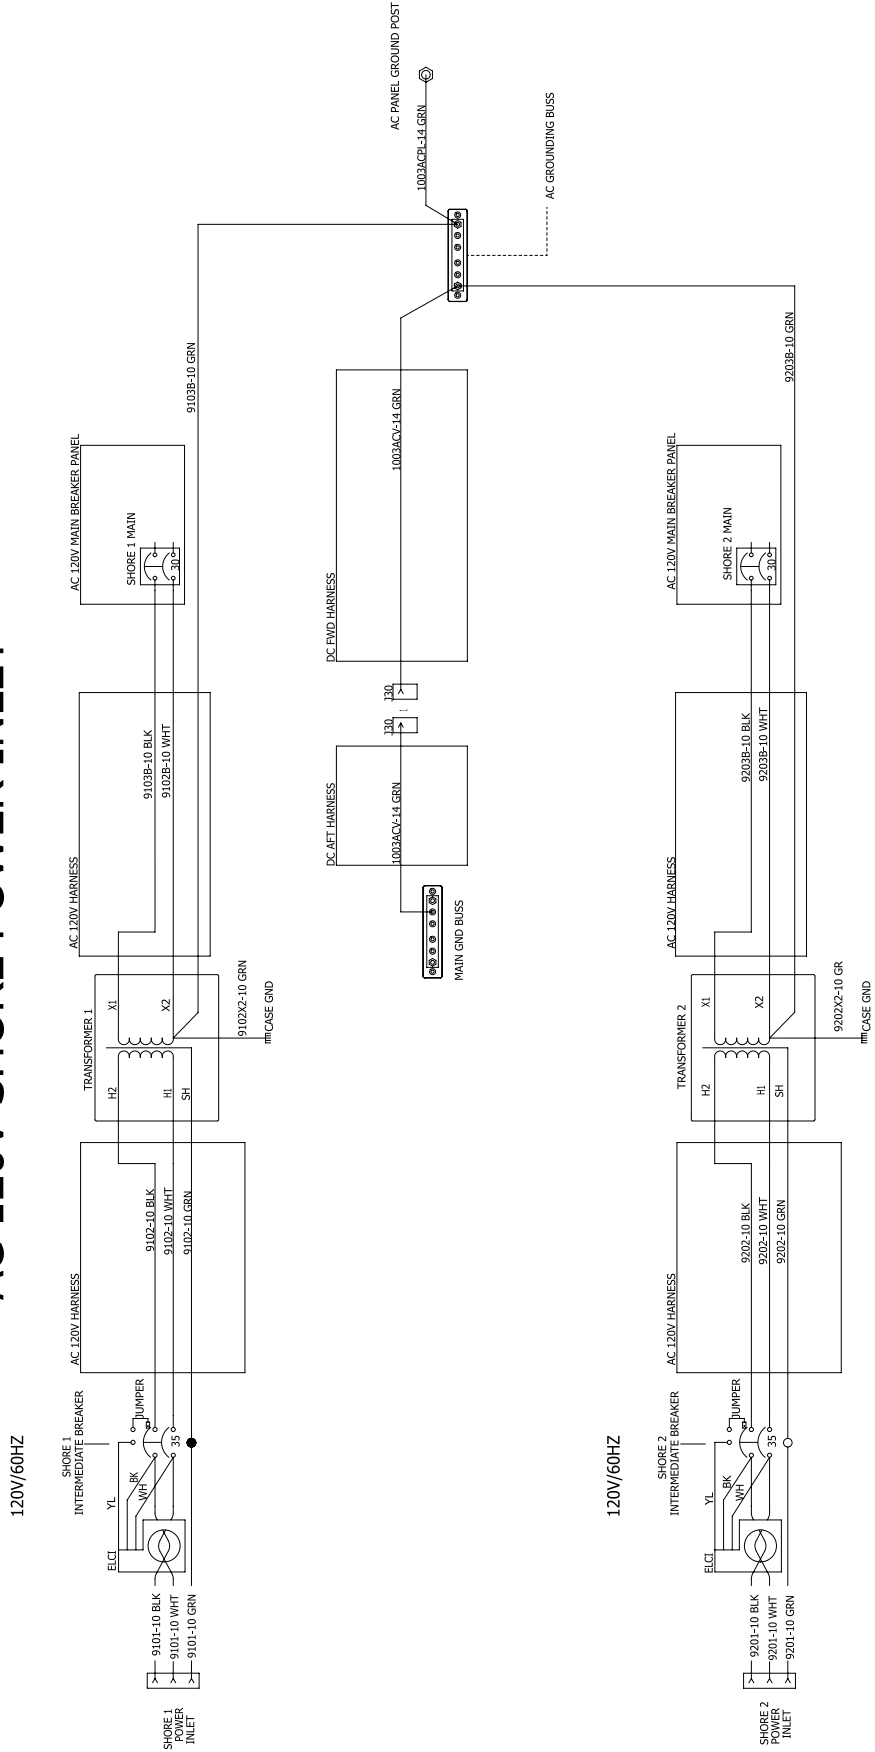 120V/60HZ
SHORE 1
POWER
INLET
9101-10 BLK
9101-10 WHT
9101-10 GRN
ELCI
YL
BK
WH
SHORE 1
INTERMEDIATE BREAKER
JUMPER
35
AC 120V HARNESS
9102-10 BLK
9102-10 WHT
9102-10 GRN
TRANSFORMER 1
H2
H1
SH
X1
X2
9102X2-10 GRN
CASE GND
AC 120V HARNESS
9103B-10 BLK
9102B-10 WHT
AC 120V MAIN BREAKER PANEL
SHORE 1 MAIN
30
9103B-10 GRN
MAIN GND BUSS
DC AFT HARNESS
1003ACV-14 GRN
J30
1
J30
DC FWD HARNESS
1003ACV-14 GRN
1003ACPL-14 GRN
AC PANEL GROUND POST
AC GROUNDING BUSS
120V/60HZ
SHORE 2
POWER
INLET
9201-10 BLK
9201-10 WHT
9201-10 GRN
ELCI
YL
BK
WH
SHORE 2
INTERMEDIATE BREAKER
JUMPER
35
AC 120V HARNESS
9202-10 BLK
9202-10 WHT
9202-10 GRN
TRANSFORMER 2
H2
H1
SH
X1
X2
9202X2-10 GR
CASE GND
AC 120V HARNESS
9203B-10 BLK
9203B-10 WHT
AC 120V MAIN BREAKER PANEL
SHORE 2 MAIN
30
9203B-10 GRN